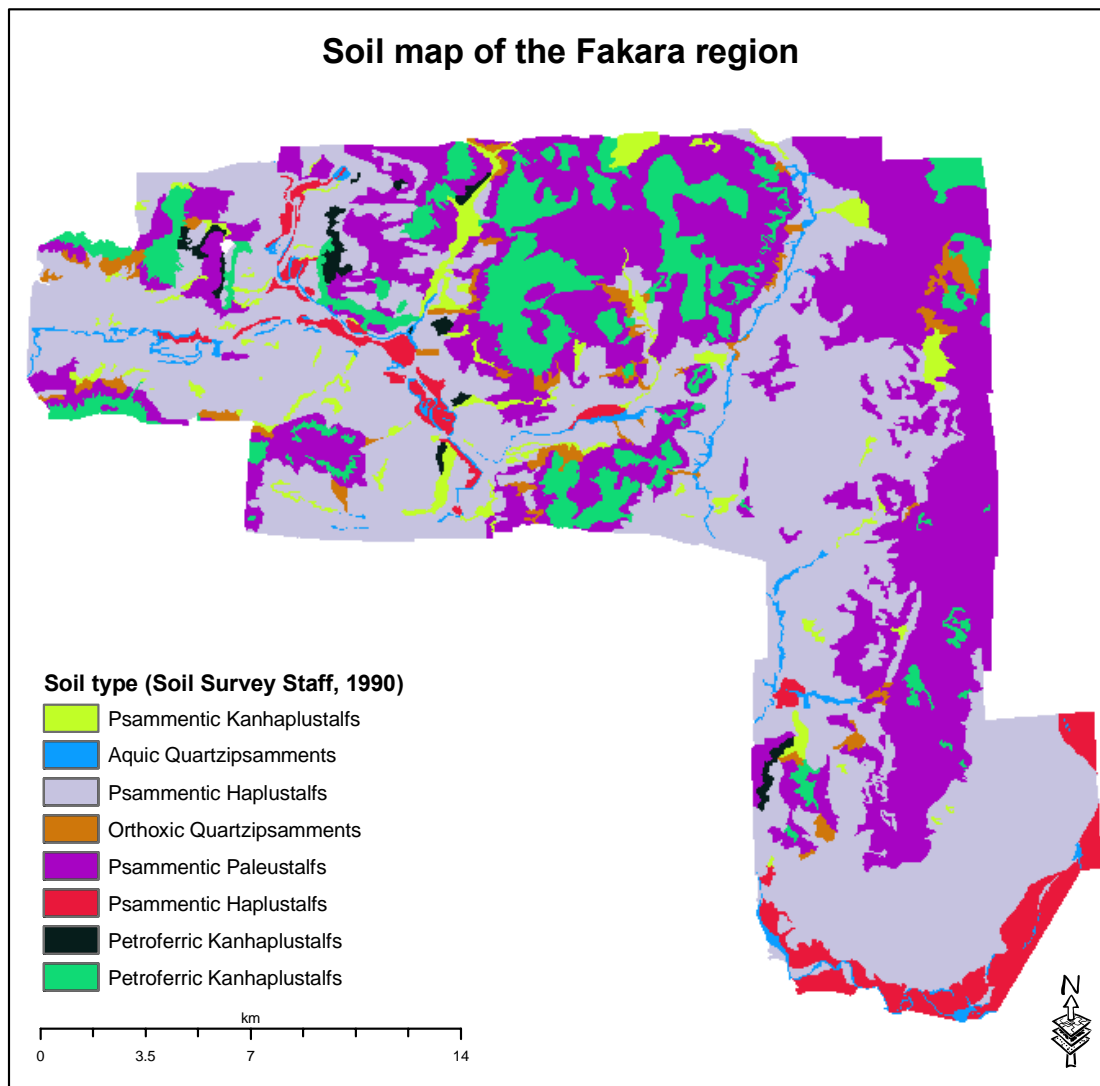 Soil map of the Fakara region
Soil type (Soil Survey Staff, 1990)
Psammentic Kanhaplustalfs
Aquic Quartzipsamments
Psammentic Haplustalfs
Orthoxic Quartzipsamments
Psammentic Paleustalfs
Psammentic Haplustalfs
Petroferric Kanhaplustalfs
Petroferric Kanhaplustalfs
km
0 3.5 7 14
N